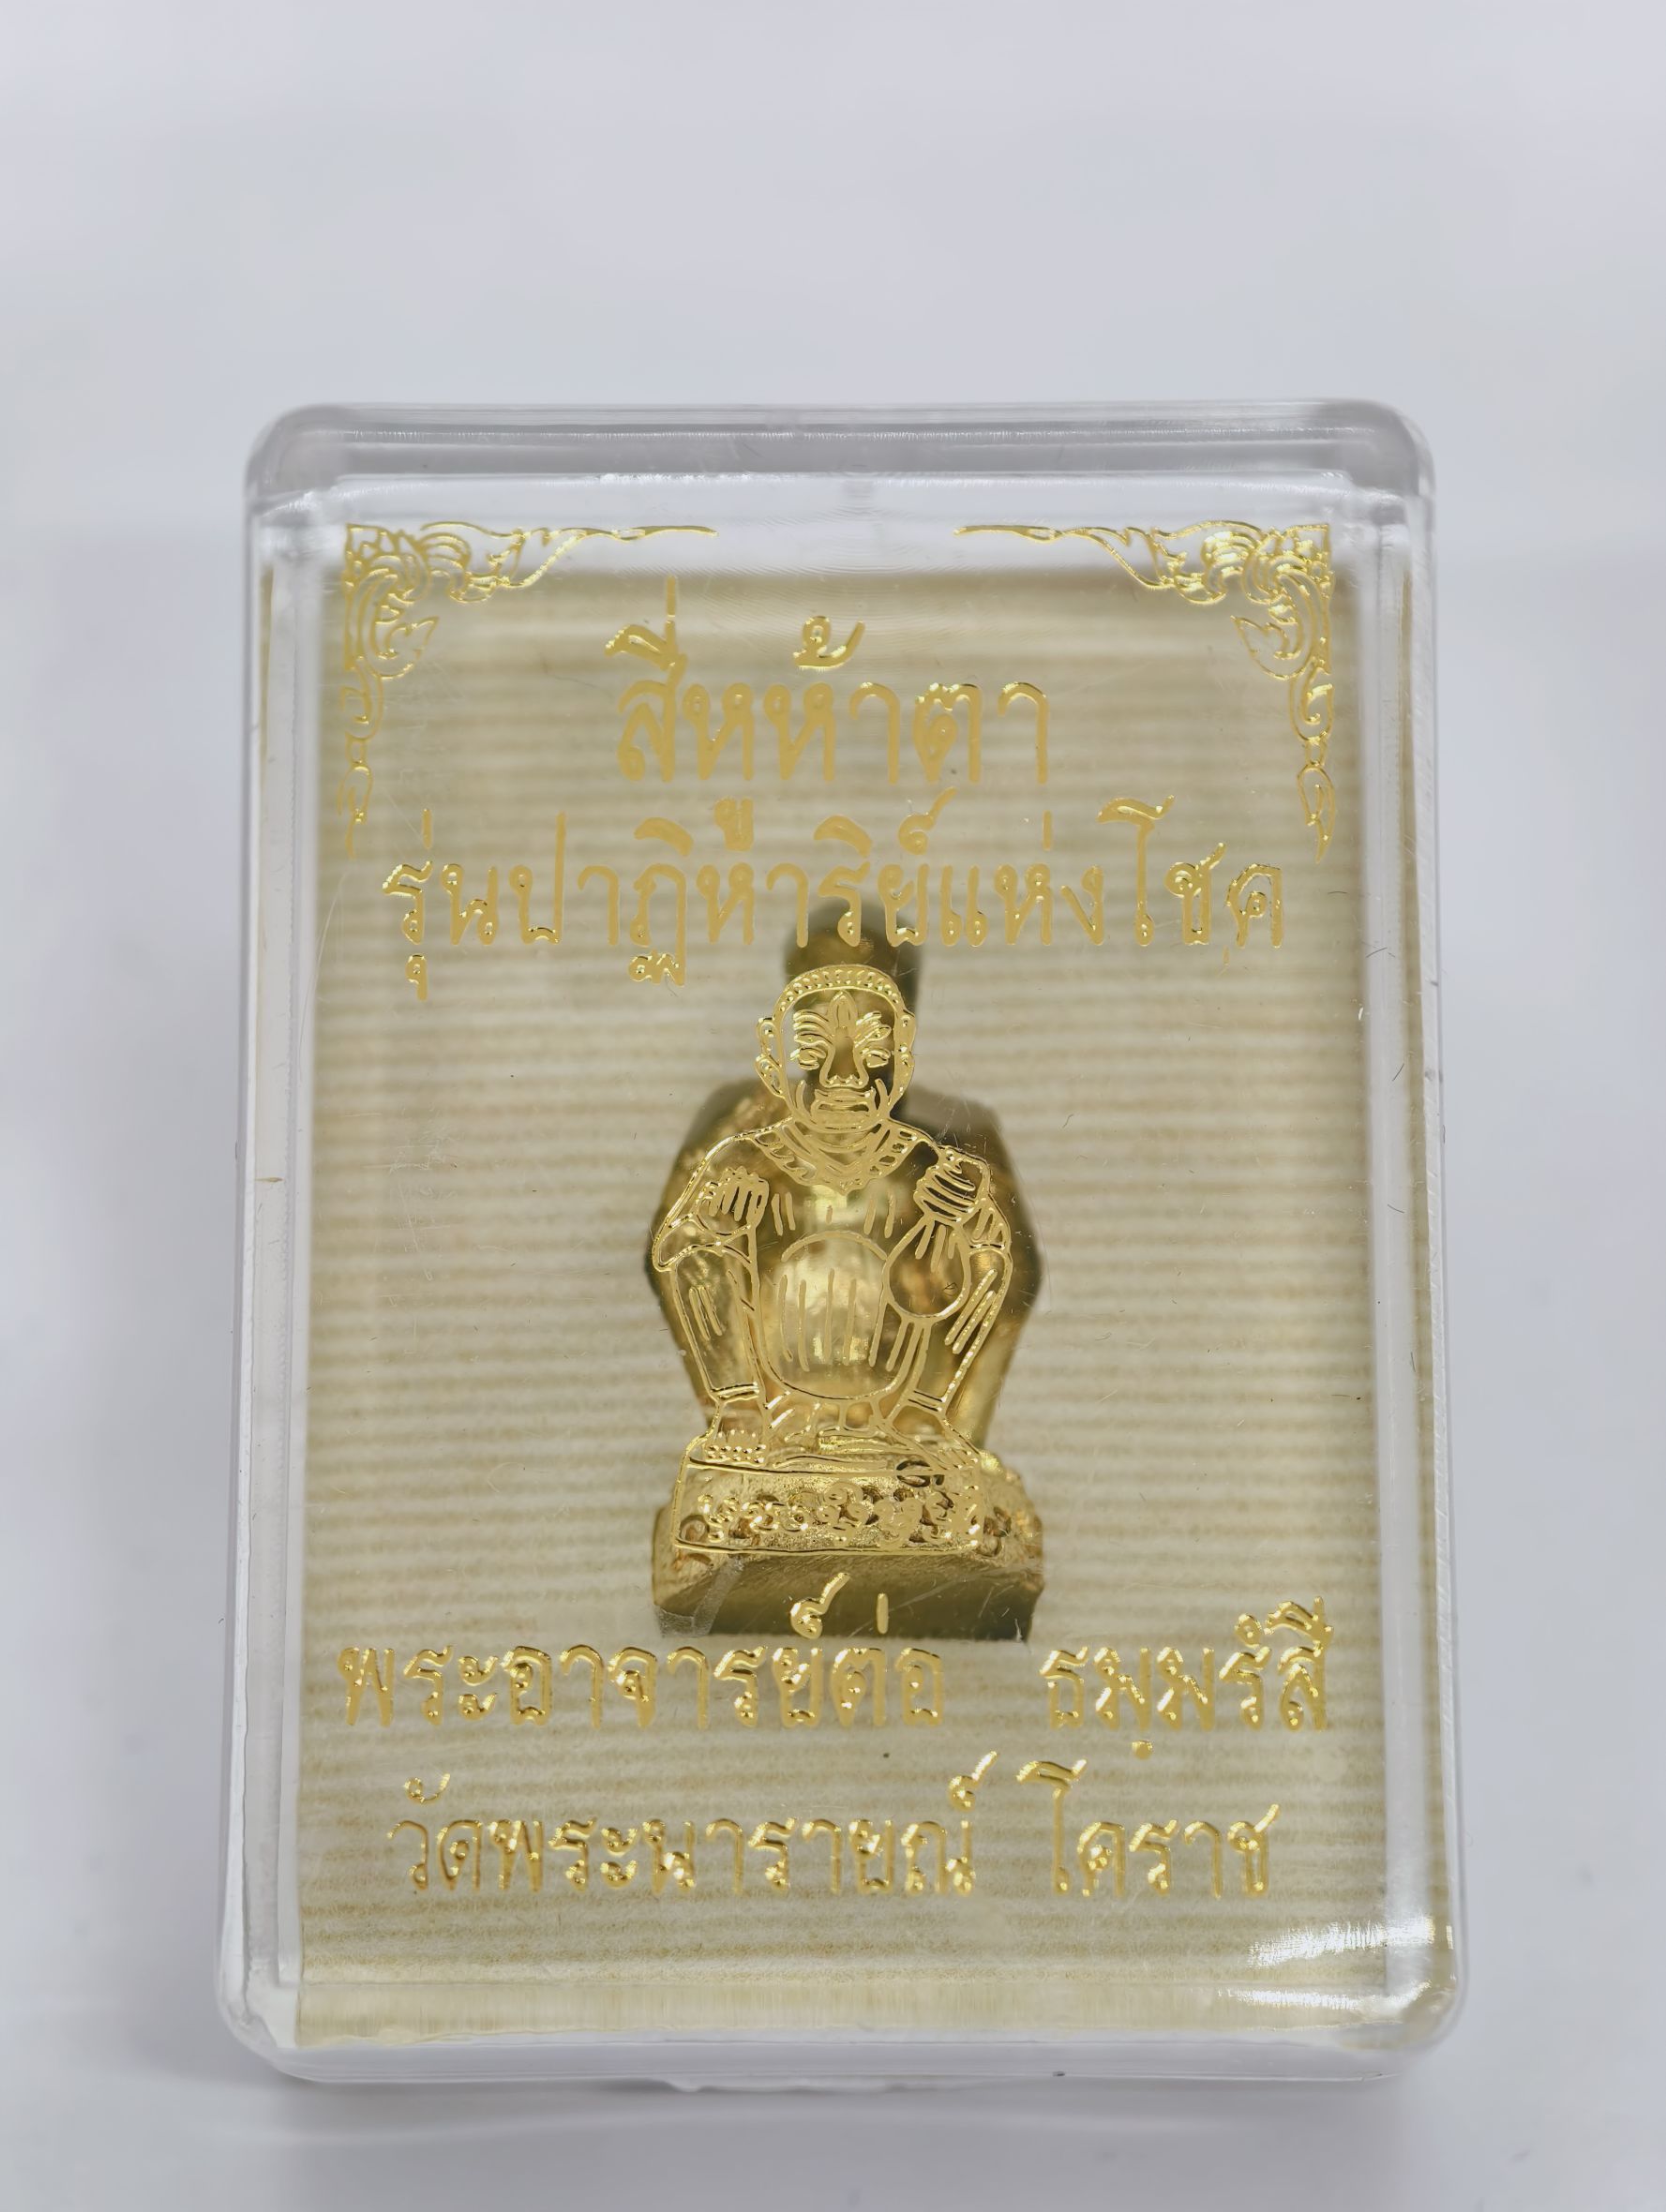 สี่หห้าตา
รุ่นปาฏิหาริย์แห่งโชค
พระอาจารย์ต่อ ธมฺมรํสี
วัดพระนารายณ์ โคราช